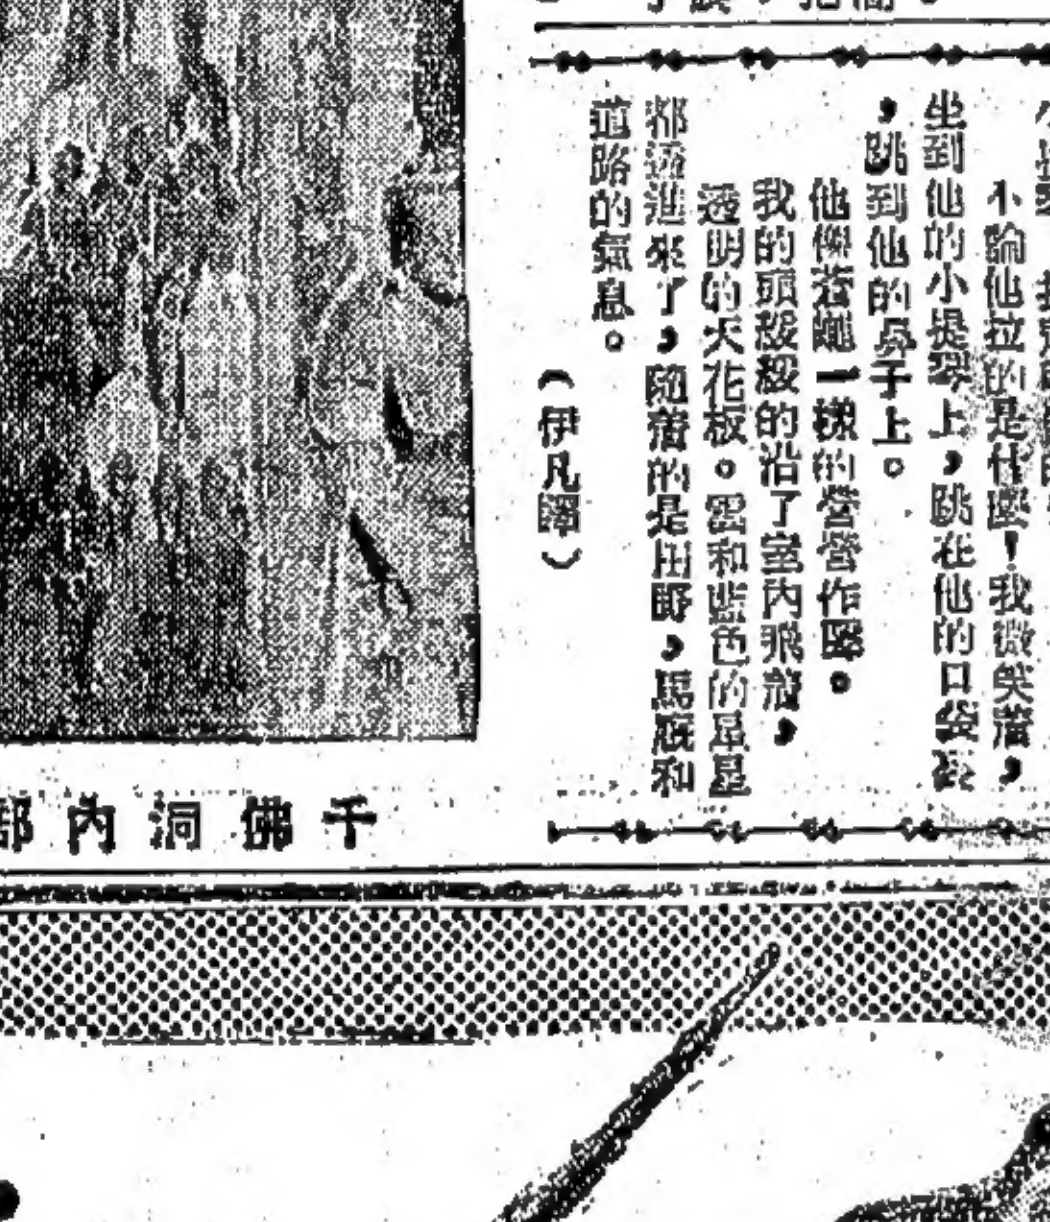 不論他拉的是什麼！我微笑着，
坐到他的小提琴上，跳在他的口袋裏
，跳到他的鼻子上。
他像蒼蠅一樣的營營作響。
我的頭緩緩的沿了室內飛着，
透明的天花板。雲和藍色的星星
都透進來了，隨着的是田野，馬廐和
道路的氣息。
（伊凡譯）
千佛洞內部